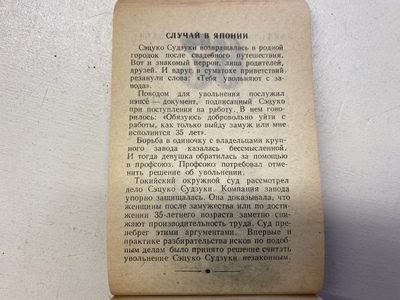 СЛУЧАЙ В ЯПОНИИ
Сэцуко Судзуки возвращалась в родной
городок после свадебного путешествия.
Вот и знакомый перрон, лица родителей,
друзей. И вдруг в суматохе приветствий
резанули слова: «Тебя увольняют с за-
вода».
Поводом для увольнения послужил
нэнсё — документ, подписанный Сэцуко
при поступлении на работу. В нем гово-
рилось: «Обязуюсь добровольно уйти с
работы, как только выйду замуж или мне
исполнится 35 лет».
Борьба в одиночку с владельцами круп-
ного завода казалась бессмысленной.
И тогда девушка обратилась за помощью
в профсоюз. Профсоюз потребовал отме-
нить решение об увольнении.
Токийский окружной суд рассмотрел
дело Сэцуко Судзуки. Компания завода
упорно защищалась. Она доказывала, что
женщины после замужества или по дости-
жении 35-летнего возраста заметно сни-
жают производительность труда. Суд пре-
небрег этими аргументами. Впервые в
практике разбирательства исков по подоб-
ным делам было принято решение считать
увольнение Сэцуко Судзуки незаконным.